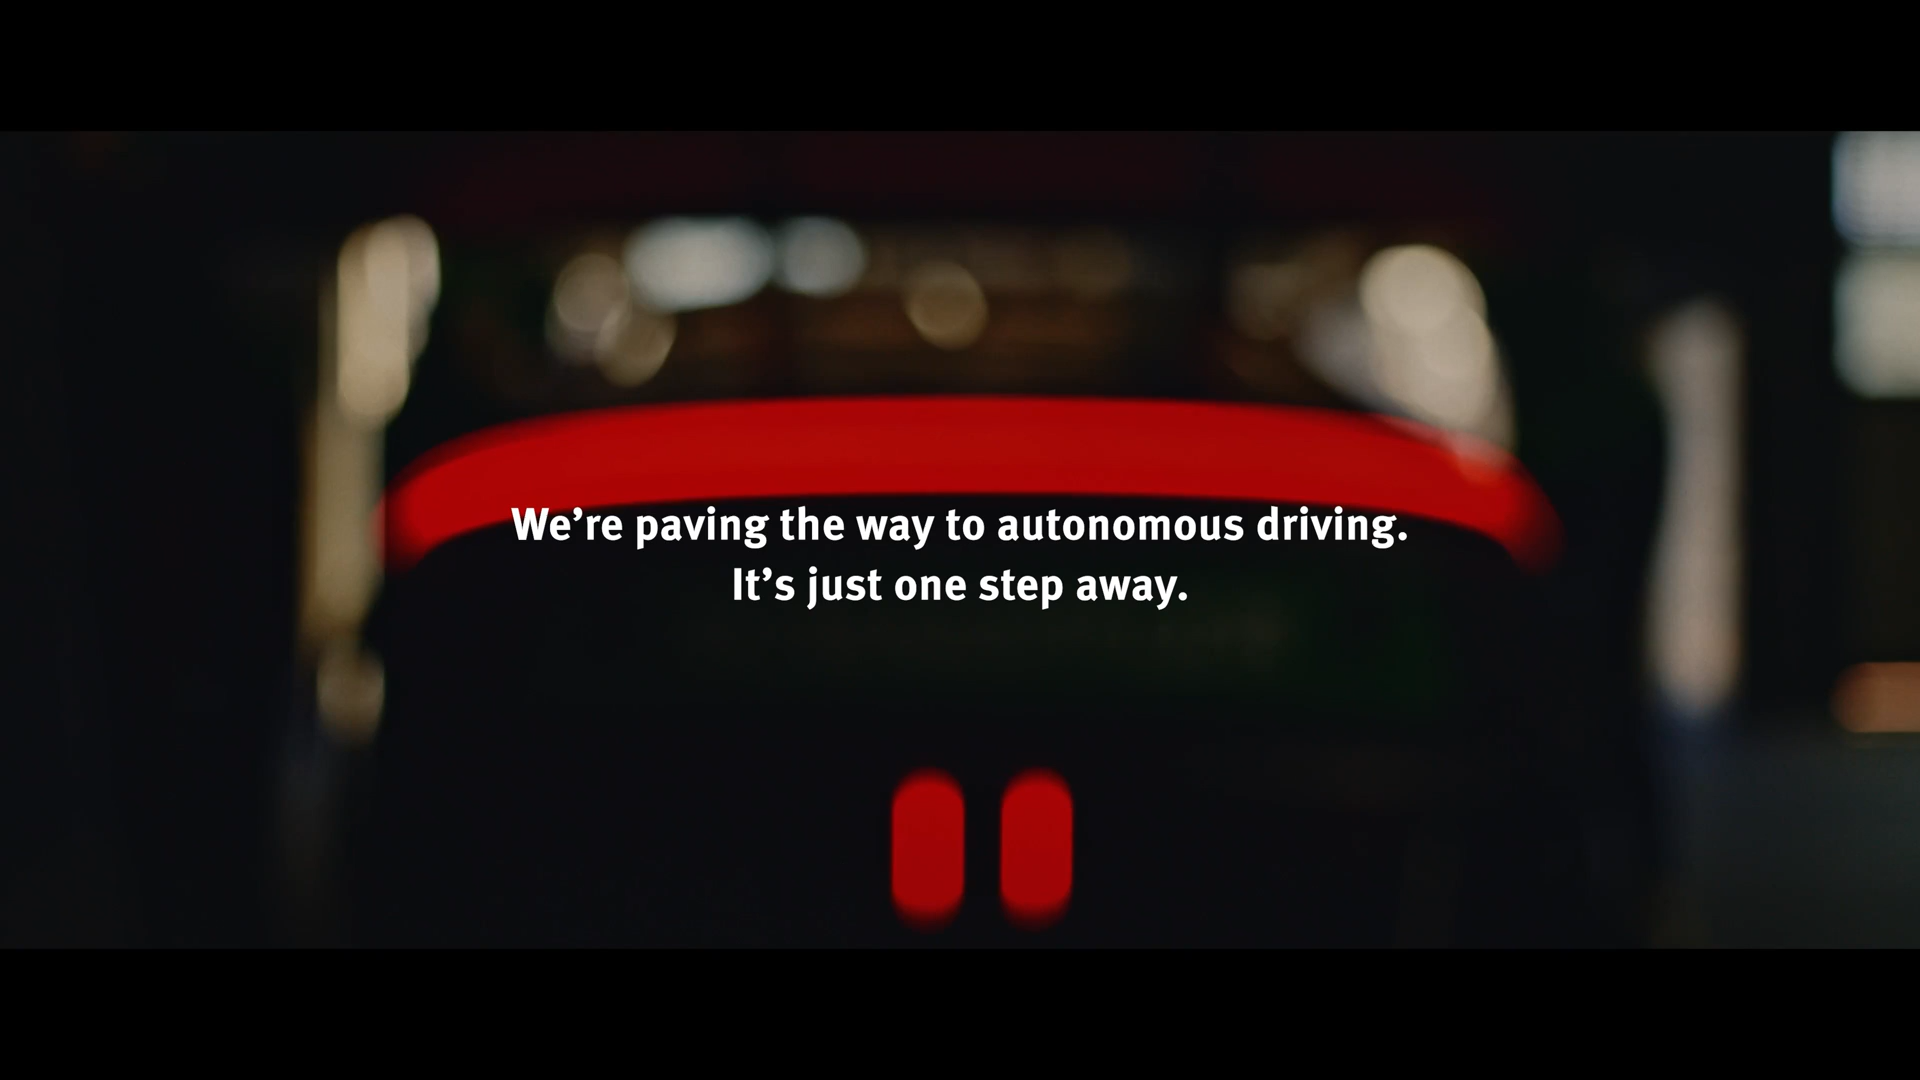 We’re paving the way to autonomous driving.
It’s just one step away.